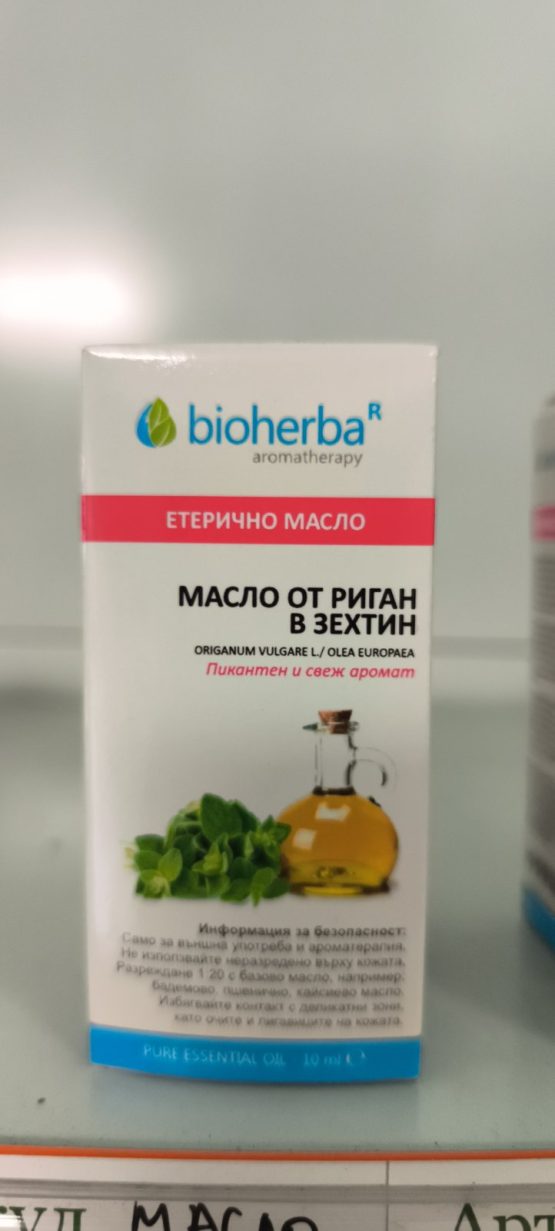 bioherba R
aromatherapy
ЕТЕРИЧНО МАСЛО
МАСЛО ОТ РИГАН
В ЗЕХТИН
ORIGANUM VULGARE L./ OLEA EUROPAEA
Пикантен и свеж аромат
Информация за безопасност:
Само за външна употреба и ароматерапия.
Не използвайте неразредено върху кожата.
Разреждане 1:20 с базово масло, например:
бадемово, пшенично, кайсиево масло.
Избягвайте контакт с деликатни зони,
като очите и лигавиците на кожата.
PURE ESSENTIAL OIL 10 ml ℮
МАСЛО
Арт